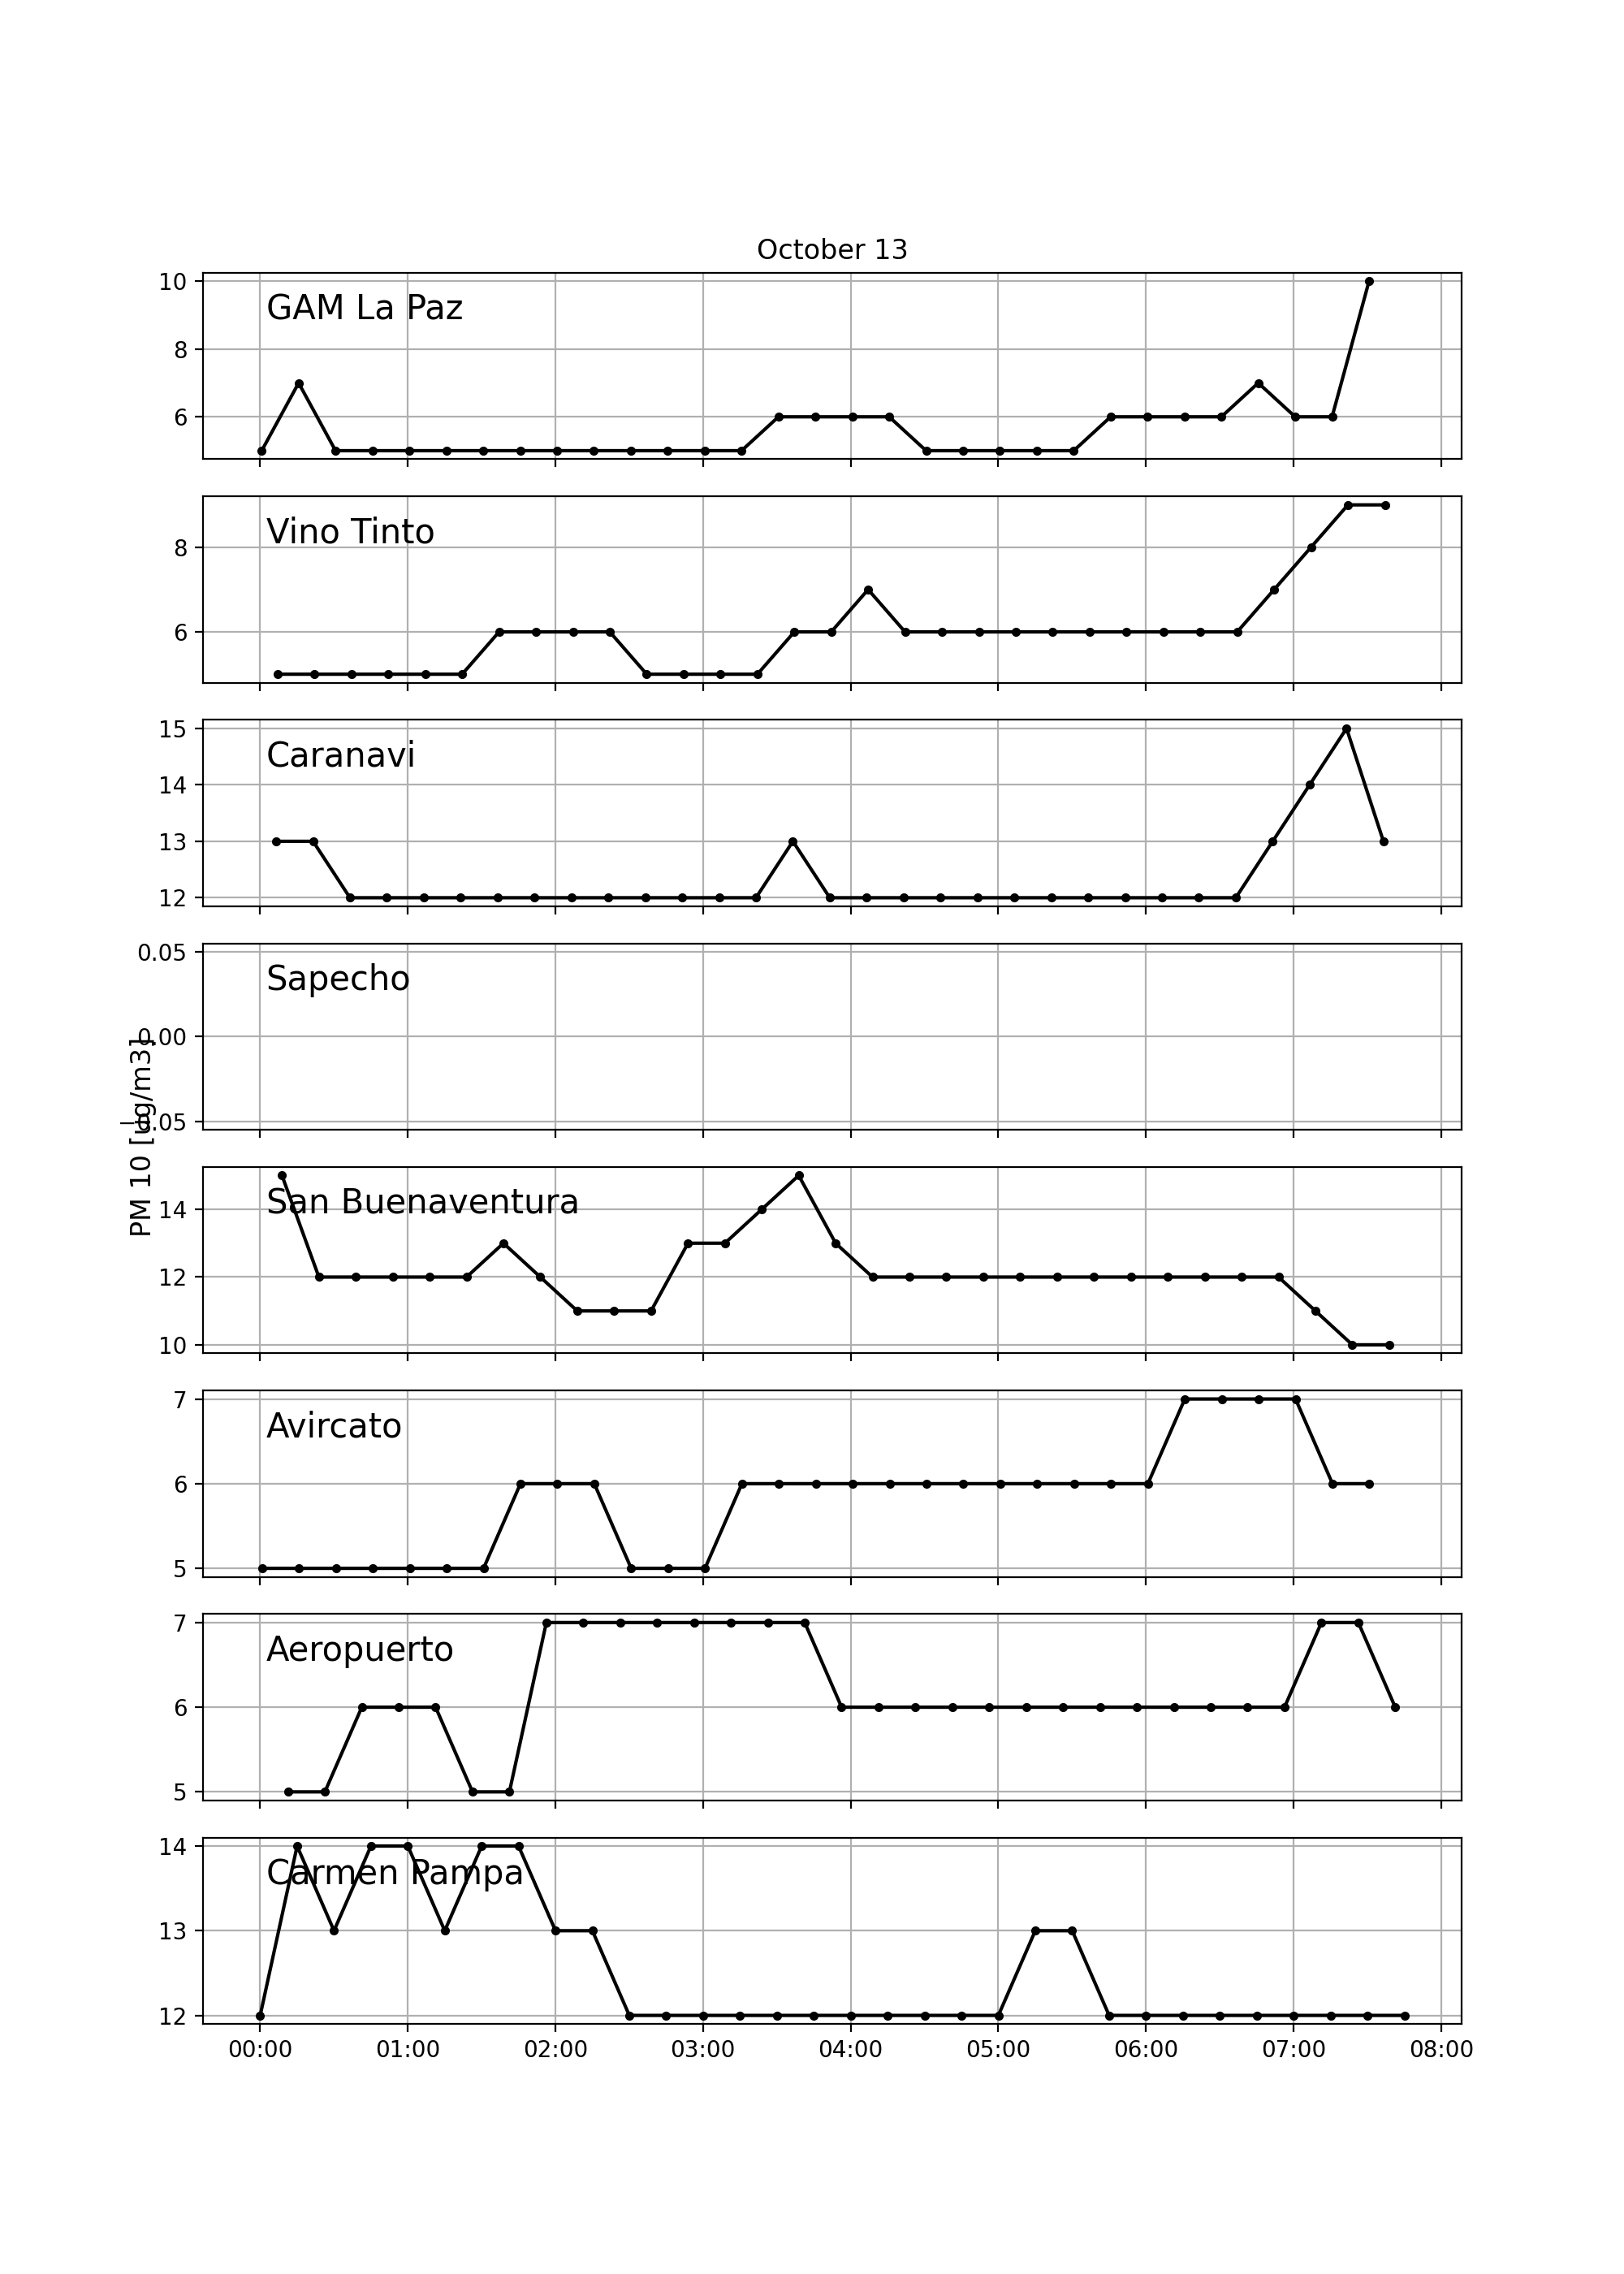 October 13
10
GAM La Paz
8
6
Vino Tinto
8
6
15
Caranavi
14
13
12
0.05
Sapecho
0.00
−0.05
PM 10 [ug/m3]
San Buenaventura
14
12
10
7
Avircato
6
5
7
Aeropuerto
6
5
14
Carmen Pampa
13
12
00:00 01:00 02:00 03:00 04:00 05:00 06:00 07:00 08:00